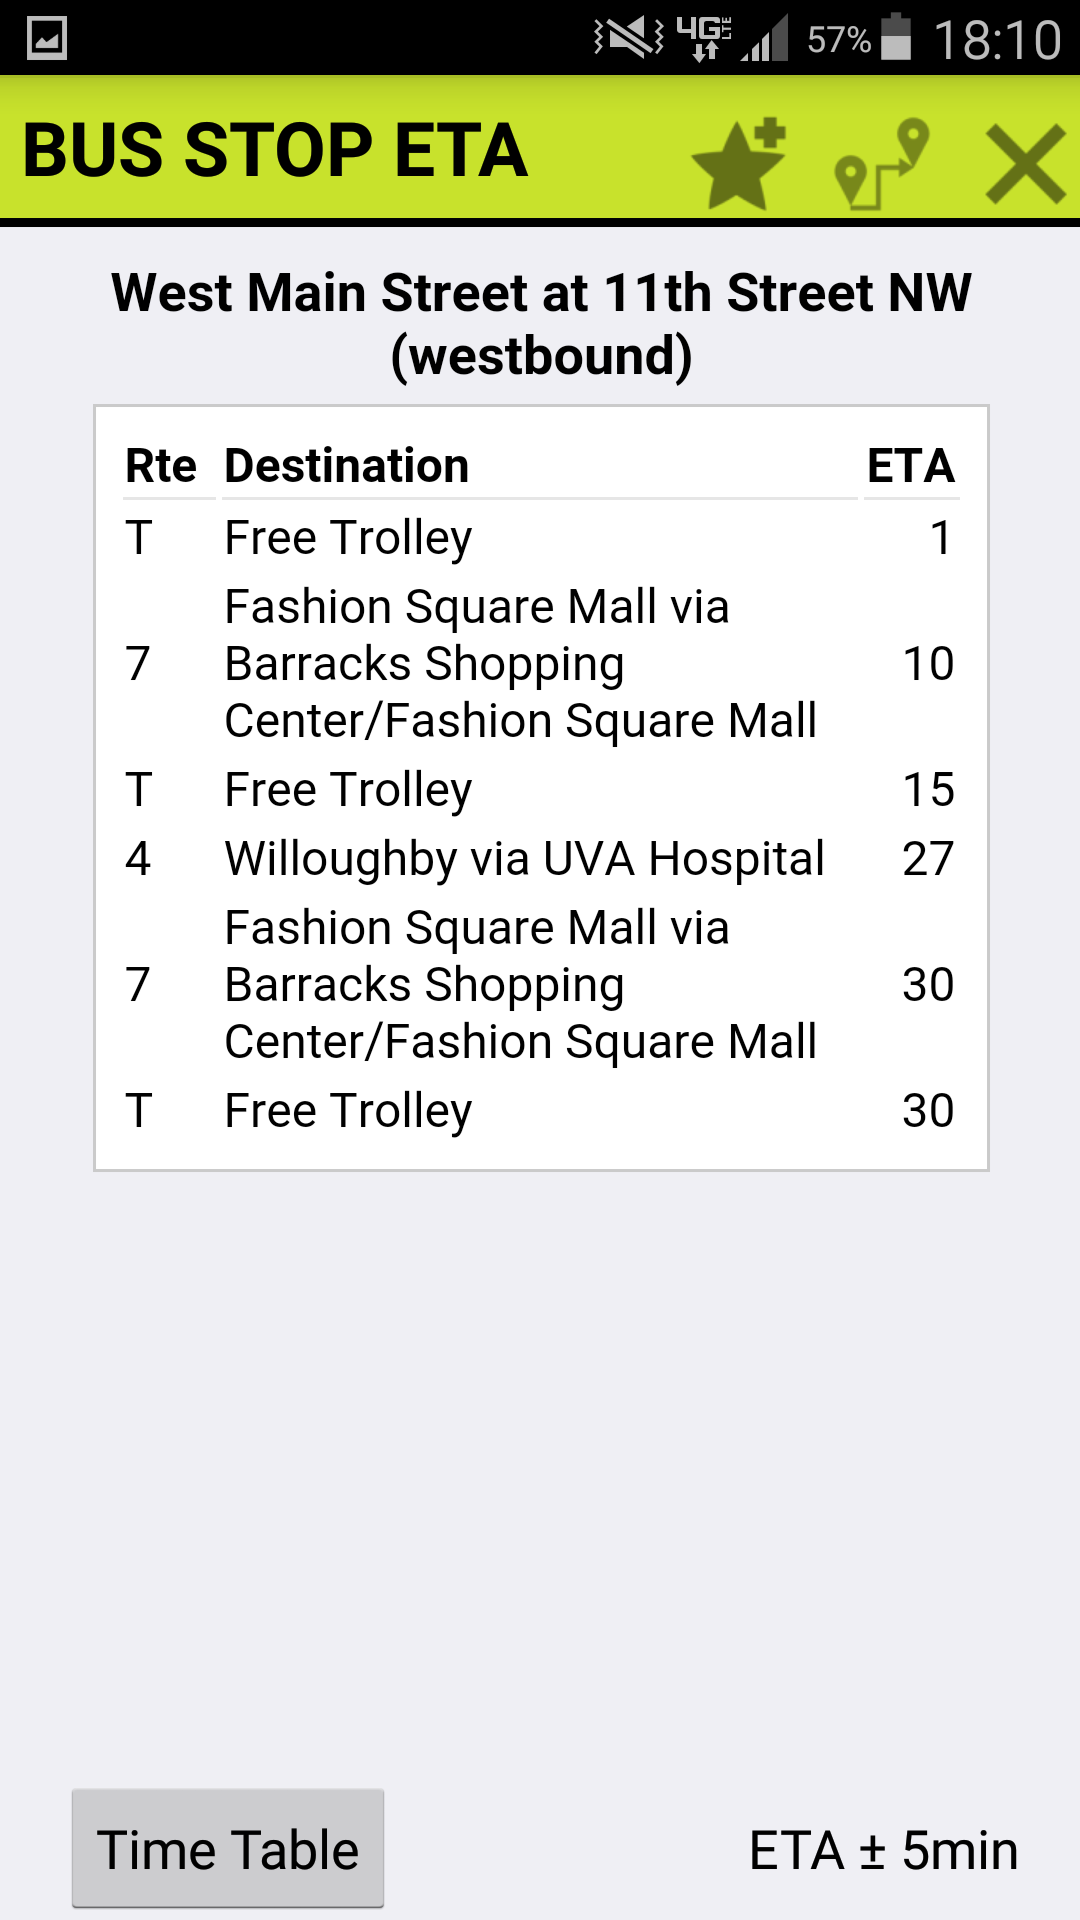 4G LTE 57% 18:10
BUS STOP ETA
West Main Street at 11th Street NW
(westbound)
Rte Destination ETA
T Free Trolley 1
Fashion Square Mall via
7 Barracks Shopping 10
Center/Fashion Square Mall
T Free Trolley 15
4 Willoughby via UVA Hospital 27
Fashion Square Mall via
7 Barracks Shopping 30
Center/Fashion Square Mall
T Free Trolley 30
Time Table ETA ± 5min